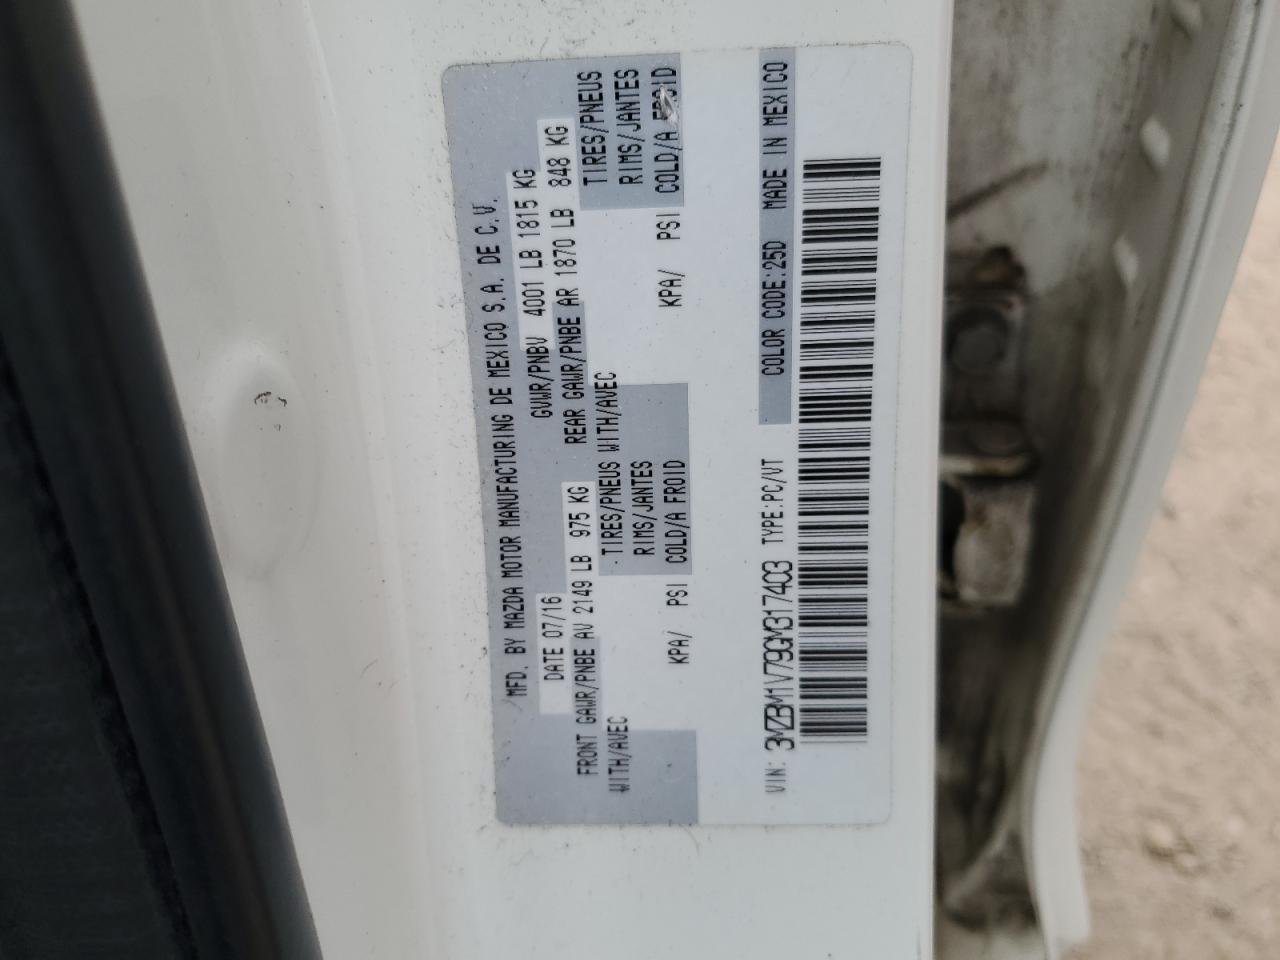 MFD. BY MAZDA MOTOR MANUFACTURING DE MEXICO S.A. DE C.V.
DATE 07/16 GVWR/PNBV 4001 LB 1815 KG
FRONT GAWR/PNBE AV 2149 LB 975 KG REAR GAWR/PNBE AR 1870 LB 848 KG
WITH/AVEC TIRES/PNEUS WITH/AVEC TIRES/PNEUS
RIMS/JANTES RIMS/JANTES
KPA/ PSI COLD/A FROID KPA/ PSI COLD/A FROID
VIN: 3MZBM1V79GM317403 TYPE:PC/VT COLOR CODE:25D MADE IN MEXICO